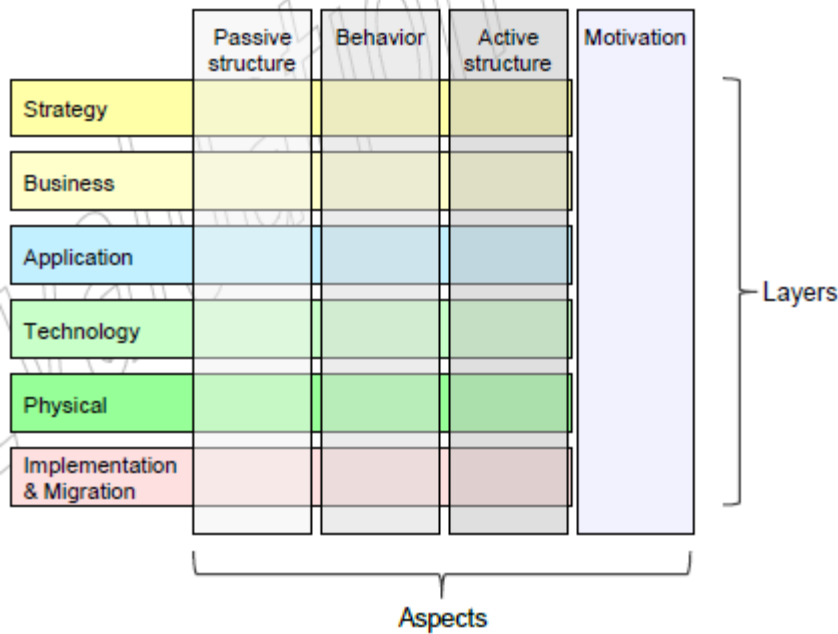 Passive structure
Behavior
Active structure
Motivation
Strategy
Business
Application
Technology
Physical
Implementation
& Migration
Layers
Aspects